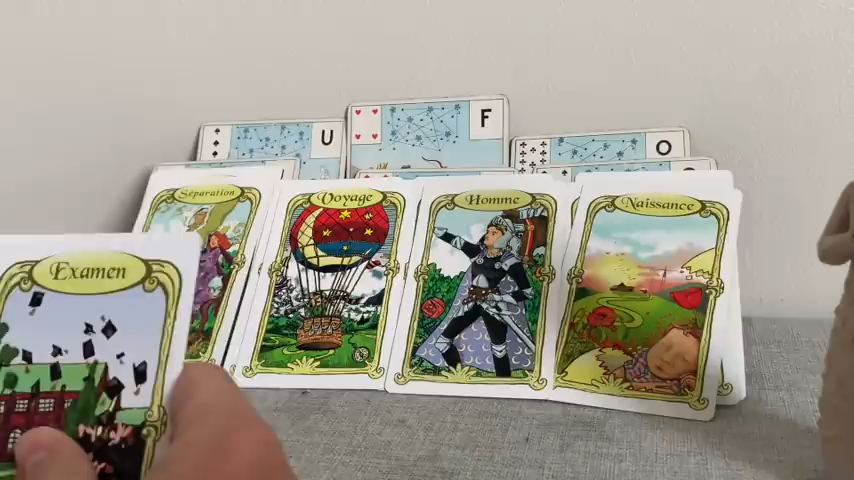 U
F
O
Séparation
Voyage
Homme
Naissance
Examen